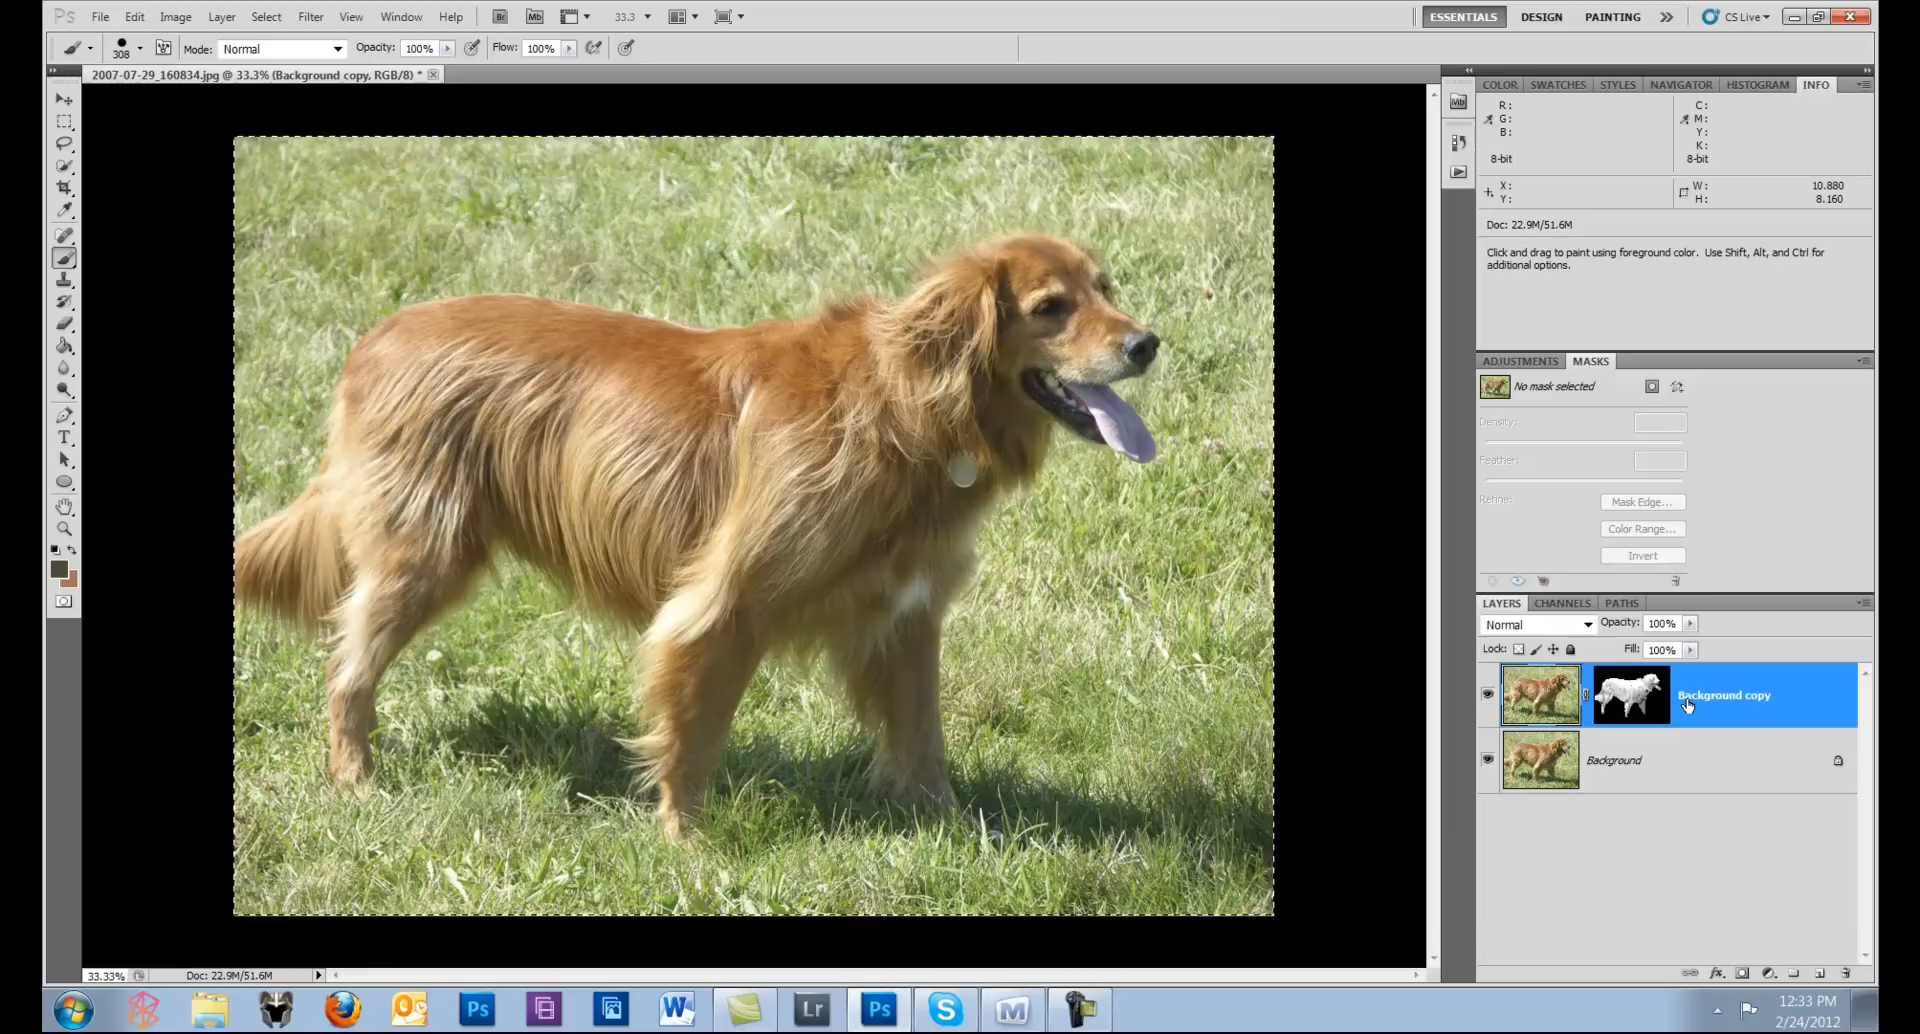 Ps File Edit Image Layer Select Filter View Window Help Br Mb 33.3 ESSENTIALS DESIGN PAINTING CS Live
308 Mode: Normal Opacity: 100% Flow: 100%
2007-07-29_160834.jpg @ 33.3% (Background copy, RGB/8) *
COLOR SWATCHES STYLES NAVIGATOR HISTOGRAM INFO
Mb
R: C:
G: M:
B: Y:
K:
8-bit 8-bit
X: W: 10.880
Y: H: 8.160
Doc: 22.9M/51.6M
Click and drag to paint using foreground color. Use Shift, Alt, and Ctrl for
additional options.
ADJUSTMENTS MASKS
No mask selected
Density:
Feather:
Refine: Mask Edge...
Color Range...
Invert
LAYERS CHANNELS PATHS
Normal Opacity: 100%
Lock: Fill: 100%
Background copy
Background
T
33.33% Doc: 22.9M/51.6M
fx
Ps W Lr Ps S M
12:33 PM
2/24/2012